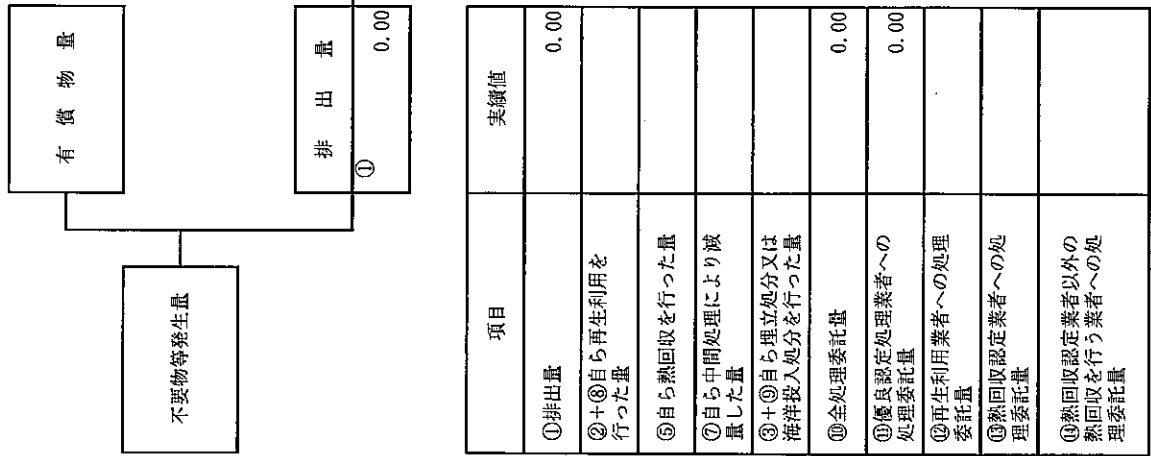 不要物等発生量
有償物量
排出量
①
0.00
項目
実績値
①排出量
0.00
②+⑧自ら再生利用を
行った量
⑤自ら熱回収を行った量
⑦自ら中間処理により減
量した量
③+⑨自ら埋立処分又は
海洋投入処分を行った量
⑩全処理委託量
0.00
⑪優良認定処理業者への
処理委託量
0.00
⑫再生利用業者への処理
委託量
⑬熱回収認定業者への処
理委託量
⑭熱回収認定業者以外の
熱回収を行う業者への処
理委託量